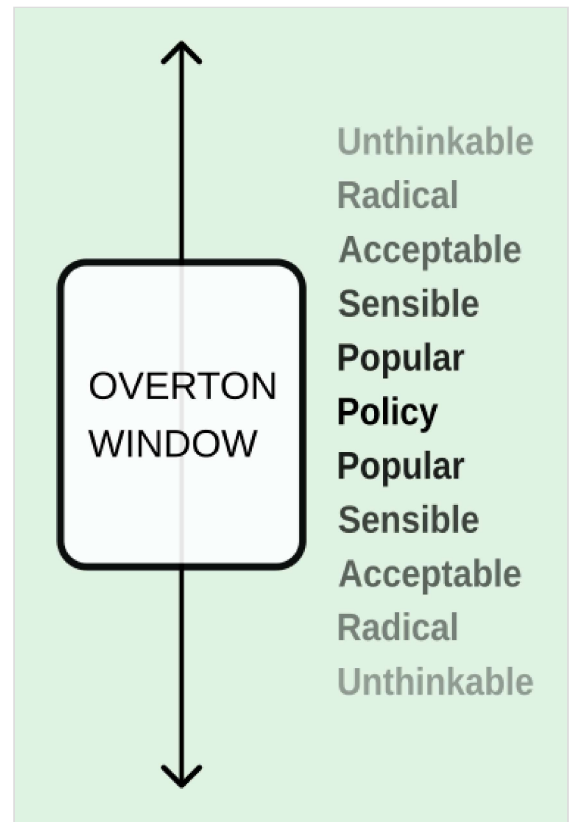 Unthinkable
Radical
Acceptable
Sensible
Popular
OVERTON
WINDOW
Policy
Popular
Sensible
Acceptable
Radical
Unthinkable